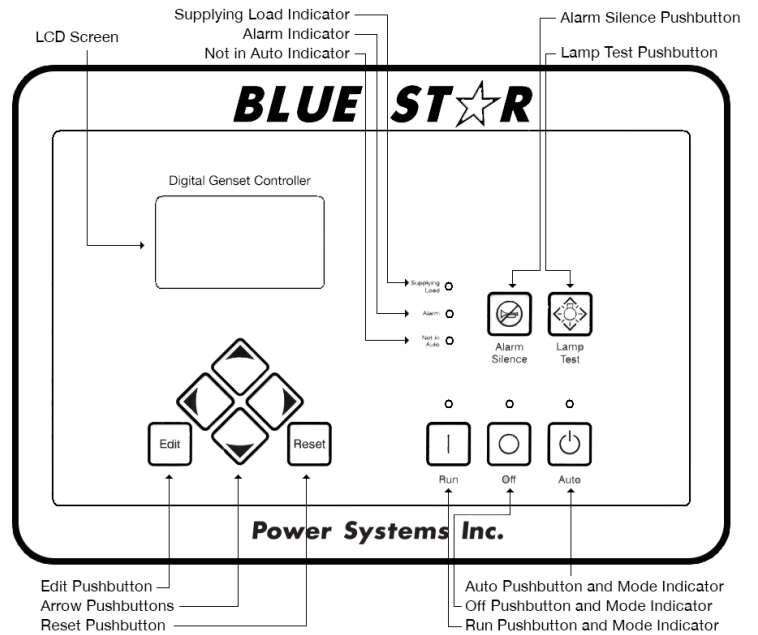 Supplying Load Indicator
Alarm Indicator
Not in Auto Indicator
LCD Screen
Alarm Silence Pushbutton
Lamp Test Pushbutton
BLUE ST☆R
Digital Genset Controller
Supplying
Load
Alarm
Not in
Auto
Alarm
Silence
Lamp
Test
Edit
Reset
Run
Off
Auto
Power Systems Inc.
Edit Pushbutton
Arrow Pushbuttons
Reset Pushbutton
Auto Pushbutton and Mode Indicator
Off Pushbutton and Mode Indicator
Run Pushbutton and Mode Indicator